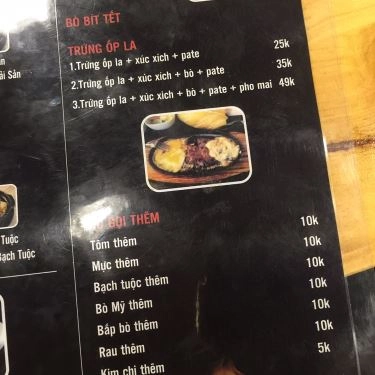 BÒ BÍT TẾT
TRỨNG ỐP LA
1.Trứng ốp la + xúc xích + pate 25k
2.Trứng ốp la + xúc xích + bò + pate 35k
3.Trứng ốp la + xúc xích + bò + pate + pho mai 49k
ải Sản
GỌI THÊM
Tôm thêm 10k
Mực thêm 10k
Bạch tuộc thêm 10k
Bò Mỹ thêm 10k
Bắp bò thêm 10k
Rau thêm 5k
Kim chi thêm
Tuộc
Bạch Tuộc